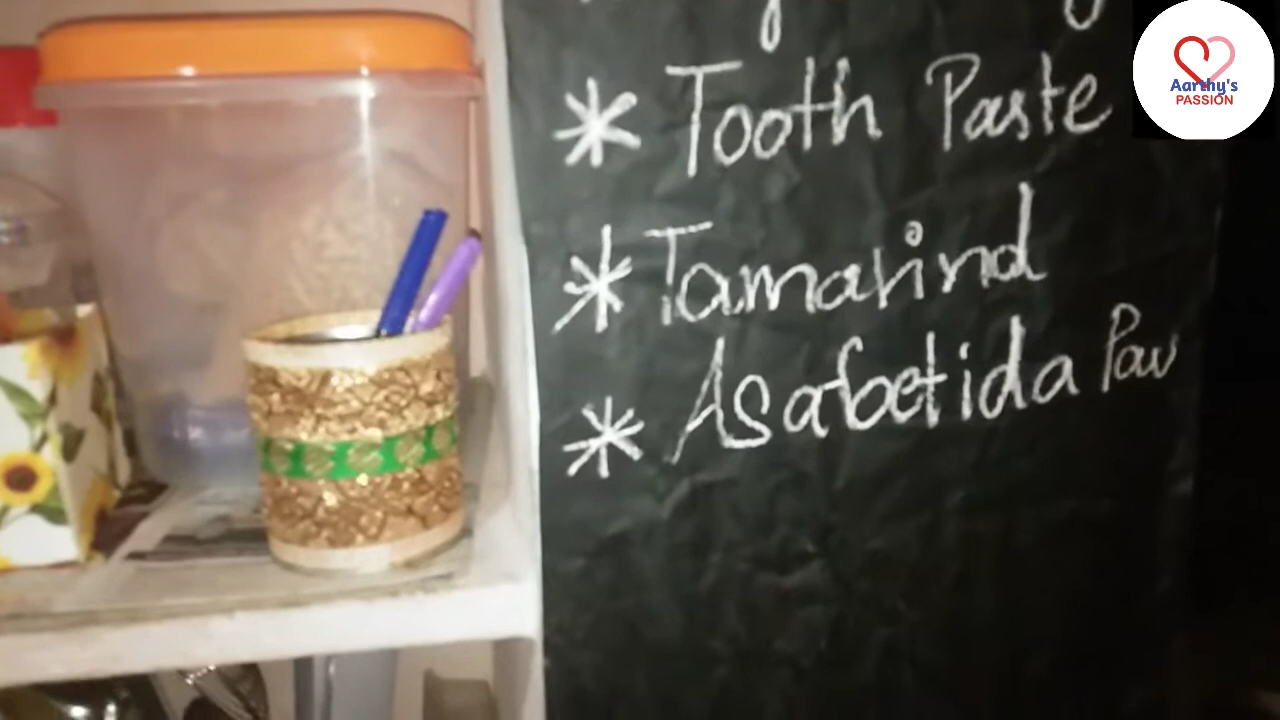 * Tooth Paste
* Tamarind
* Asafoetida Pow
Aarthy's
PASSION